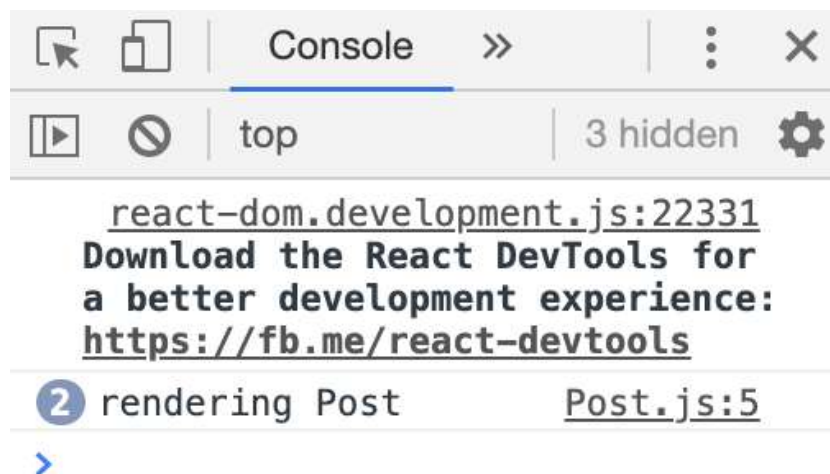 Console
top 3 hidden
react-dom.development.js:22331
Download the React DevTools for
a better development experience:
https://fb.me/react-devtools
2 rendering Post Post.js:5